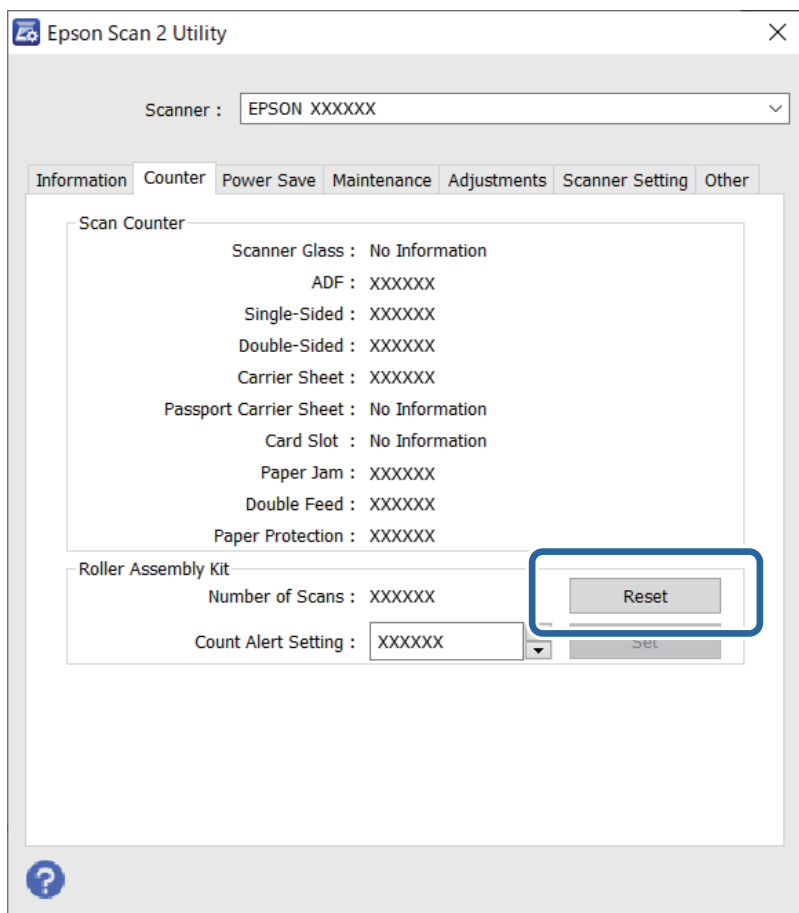 Epson Scan 2 Utility
Scanner : EPSON XXXXXX
Information Counter Power Save Maintenance Adjustments Scanner Setting Other
Scan Counter
Scanner Glass : No Information
ADF : XXXXXX
Single-Sided : XXXXXX
Double-Sided : XXXXXX
Carrier Sheet : XXXXXX
Passport Carrier Sheet : No Information
Card Slot : No Information
Paper Jam : XXXXXX
Double Feed : XXXXXX
Paper Protection : XXXXXX
Roller Assembly Kit
Number of Scans : XXXXXX Reset
Count Alert Setting : XXXXXX Set
?